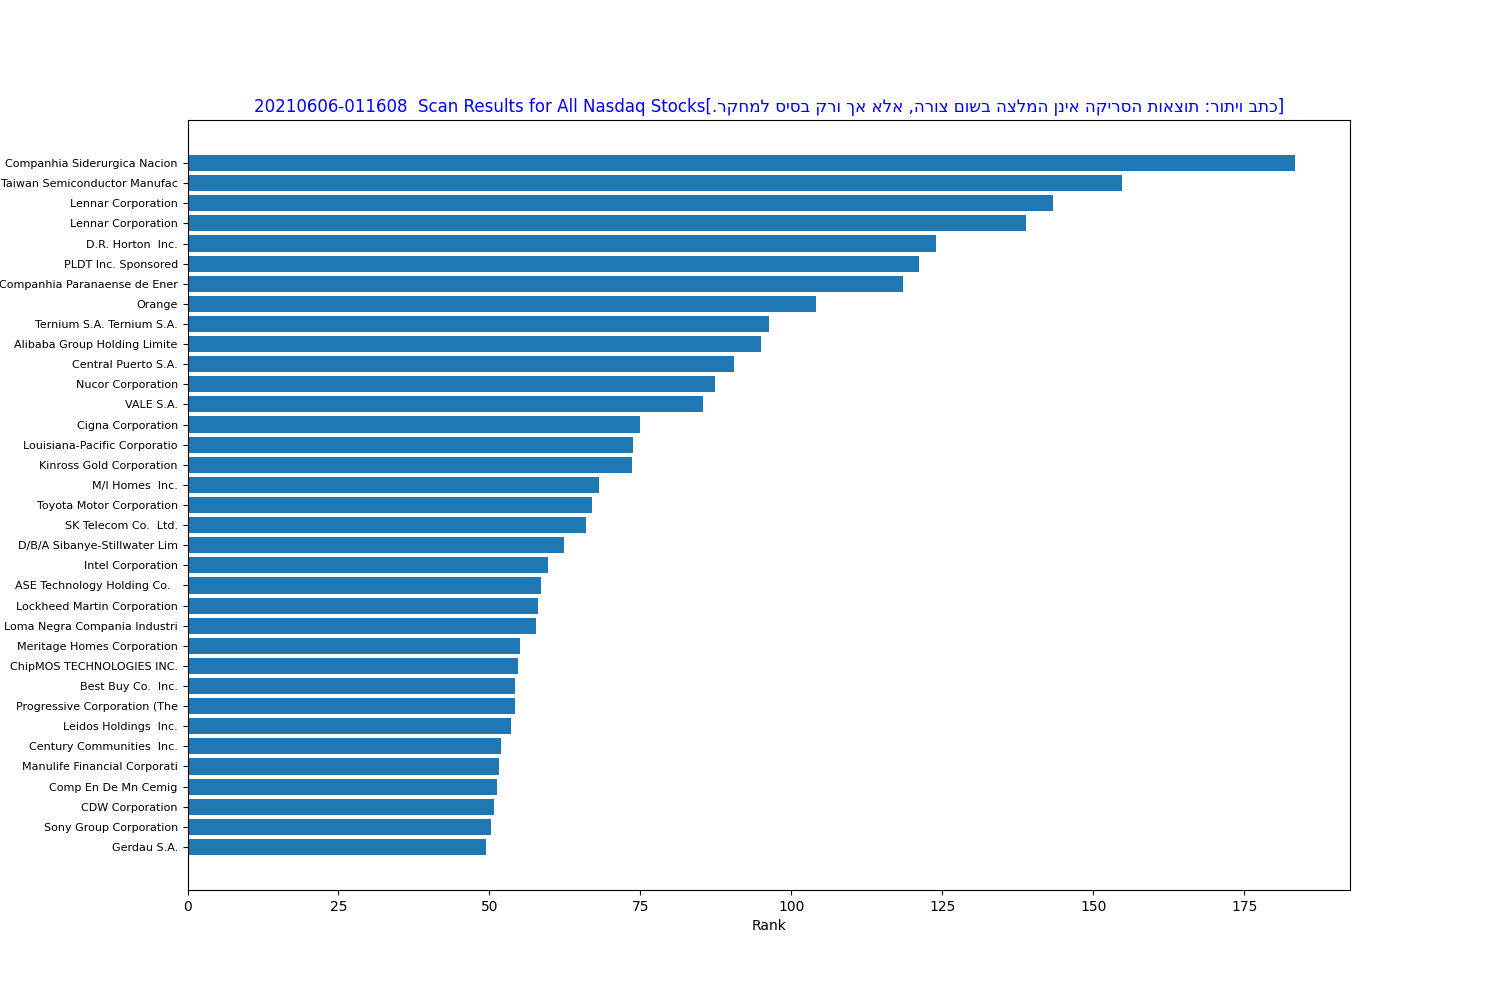 20210606-011608  Scan Results for All Nasdaq Stocks[כתב ויתור: תוצאות הסריקה אינן המלצה בשום צורה, אלא אך ורק בסיס למחקר.]
Companhia Siderurgica Nacion
Taiwan Semiconductor Manufac
Lennar Corporation
Lennar Corporation
D.R. Horton  Inc.
PLDT Inc. Sponsored
Companhia Paranaense de Ener
Orange
Ternium S.A. Ternium S.A.
Alibaba Group Holding Limite
Central Puerto S.A.
Nucor Corporation
VALE S.A.
Cigna Corporation
Louisiana-Pacific Corporatio
Kinross Gold Corporation
M/I Homes  Inc.
Toyota Motor Corporation
SK Telecom Co.  Ltd.
D/B/A Sibanye-Stillwater Lim
Intel Corporation
ASE Technology Holding Co.
Lockheed Martin Corporation
Loma Negra Compania Industri
Meritage Homes Corporation
ChipMOS TECHNOLOGIES INC.
Best Buy Co.  Inc.
Progressive Corporation (The
Leidos Holdings  Inc.
Century Communities  Inc.
Manulife Financial Corporati
Comp En De Mn Cemig
CDW Corporation
Sony Group Corporation
Gerdau S.A.
0 25 50 75 100 125 150 175
Rank